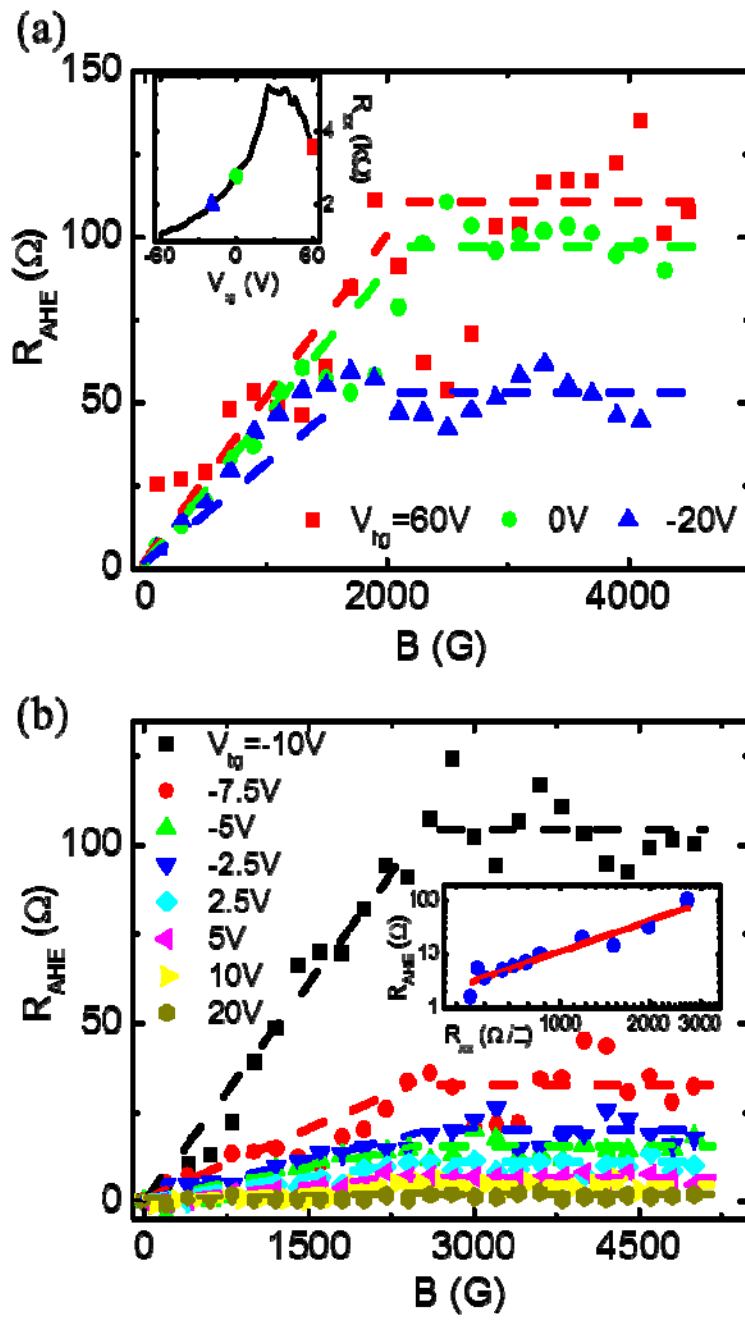 (a)
150
100
50
0
R_AHE (Ω)
R_xx (kΩ)
4
2
-60 0 60
(V)
V_tg=60V 0V -20V
0 2000 4000
B (G)
(b)
V_tg=-10V
-7.5V
-5V
-2.5V
2.5V
5V
10V
20V
100
50
0
R_AHE (Ω)
100
1
R_AHE (Ω)
R_xx (Ω/□)
1000 2000 3000
0 1500 3000 4500
B (G)